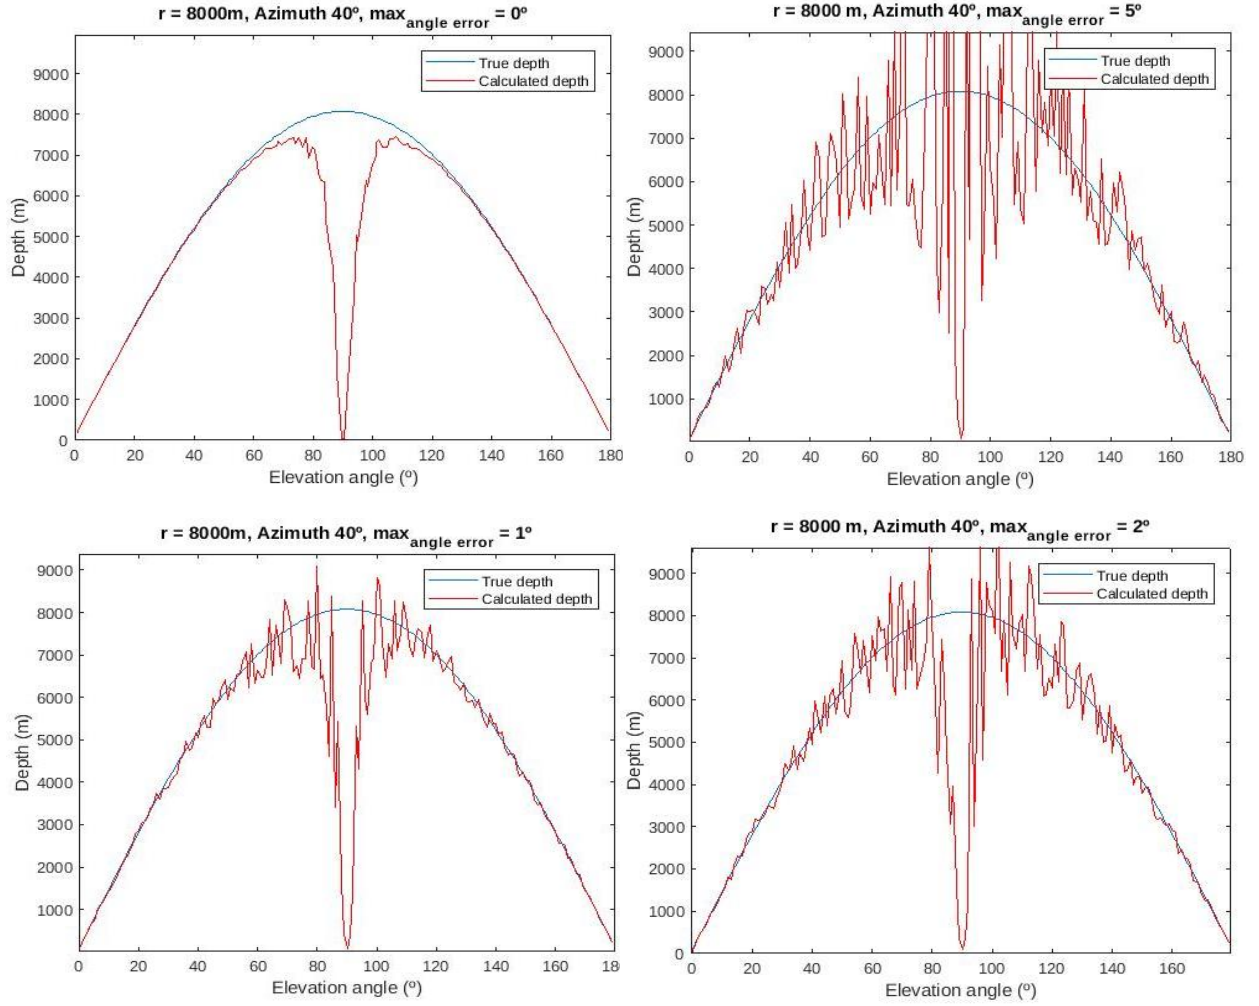 r = 8000m, Azimuth 40º, max angle error = 0º
9000
8000
7000
6000
5000
4000
3000
2000
1000
0
Depth (m)
True depth
Calculated depth
0 20 40 60 80 100 120 140 160 180
Elevation angle (º)
r = 8000 m, Azimuth 40º, max angle error = 5º
9000
8000
7000
6000
5000
4000
3000
2000
1000
Depth (m)
True depth
Calculated depth
0 20 40 60 80 100 120 140 160 180
Elevation angle (º)
r = 8000m, Azimuth 40º, max angle error = 1º
9000
8000
7000
6000
5000
4000
3000
2000
1000
Depth (m)
True depth
Calculated depth
0 20 40 60 80 100 120 140 160 180
Elevation angle (º)
r = 8000 m, Azimuth 40º, max angle error = 2º
9000
8000
7000
6000
5000
4000
3000
2000
1000
0
Depth (m)
True depth
Calculated depth
0 20 40 60 80 100 120 140 160
Elevation angle (º)